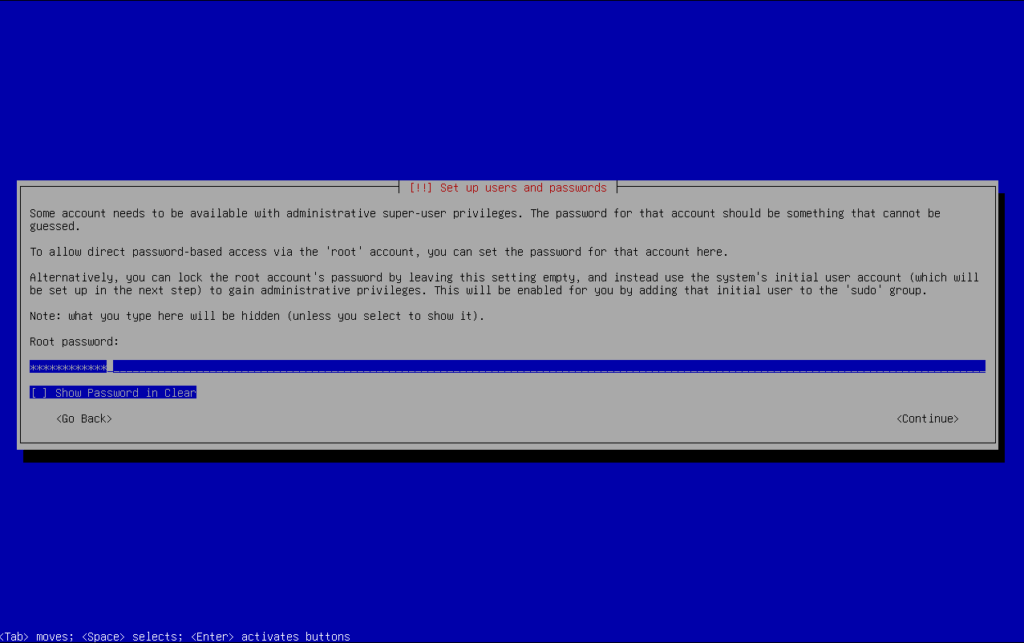 [!!] Set up users and passwords
Some account needs to be available with administrative super-user privileges. The password for that account should be something that cannot be
guessed.
To allow direct password-based access via the 'root' account, you can set the password for that account here.
Alternatively, you can lock the root account's password by leaving this setting empty, and instead use the system's initial user account (which will
be set up in the next step) to gain administrative privileges. This will be enabled for you by adding that initial user to the 'sudo' group.
Note: what you type here will be hidden (unless you select to show it).
Root password:
************
[ ] Show Password in Clear
<Go Back> <Continue>
<Tab> moves; <Space> selects; <Enter> activates buttons